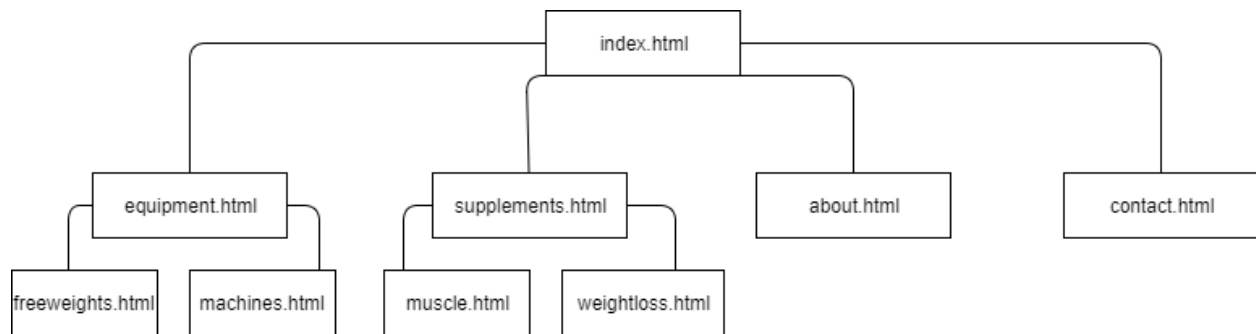 index.html
equipment.html
supplements.html
about.html
contact.html
freeweights.html
machines.html
muscle.html
weightloss.html